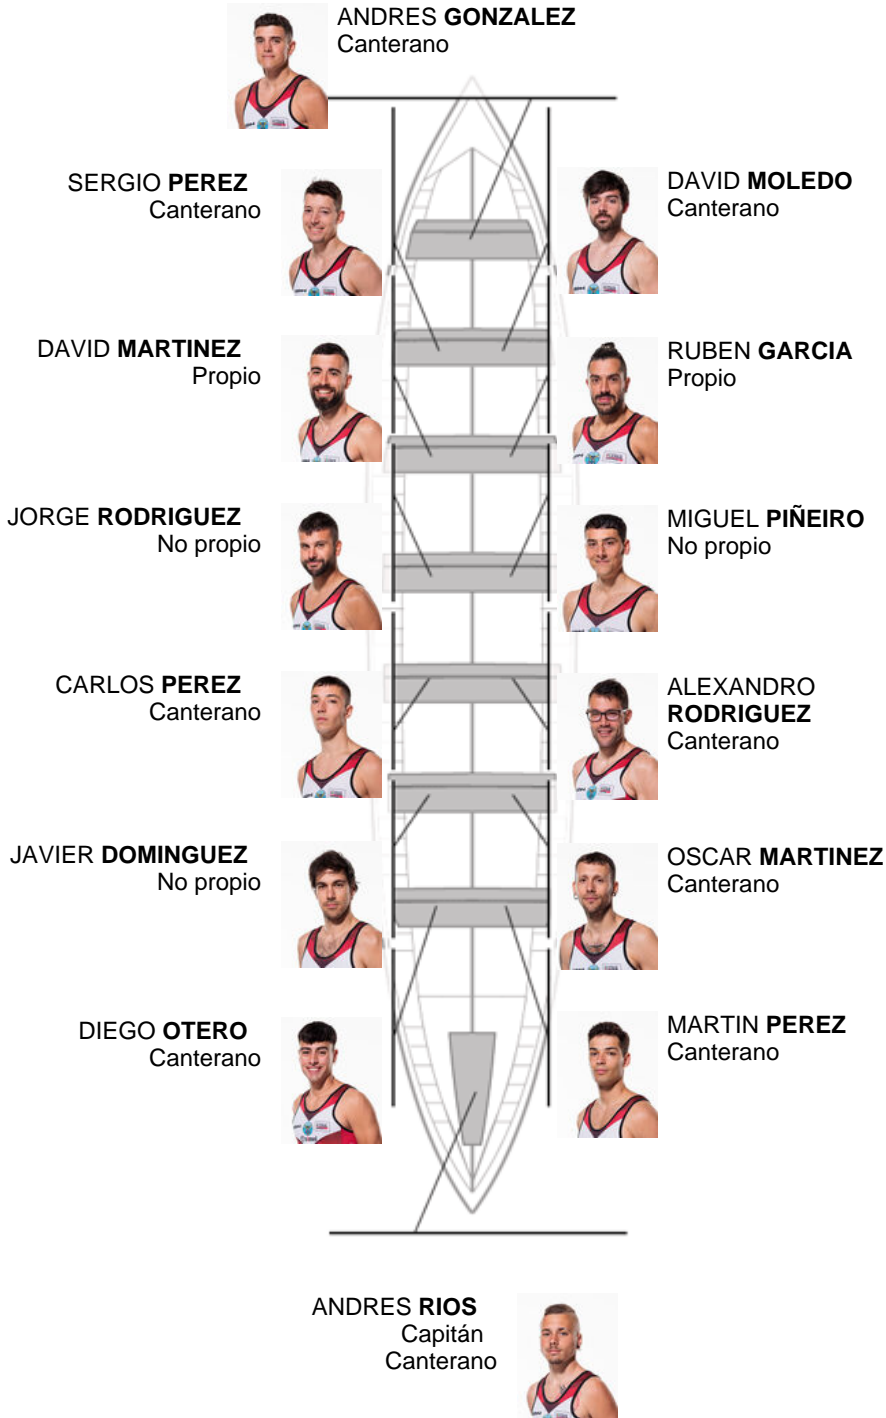 ANDRES GONZALEZ
Canterano
SERGIO PEREZ
Canterano
DAVID MOLEDO
Canterano
DAVID MARTINEZ
Propio
RUBEN GARCIA
Propio
JORGE RODRIGUEZ
No propio
MIGUEL PIÑEIRO
No propio
CARLOS PEREZ
Canterano
ALEXANDRO
RODRIGUEZ
Canterano
JAVIER DOMINGUEZ
No propio
OSCAR MARTINEZ
Canterano
DIEGO OTERO
Canterano
MARTIN PEREZ
Canterano
ANDRES RIOS
Capitán
Canterano